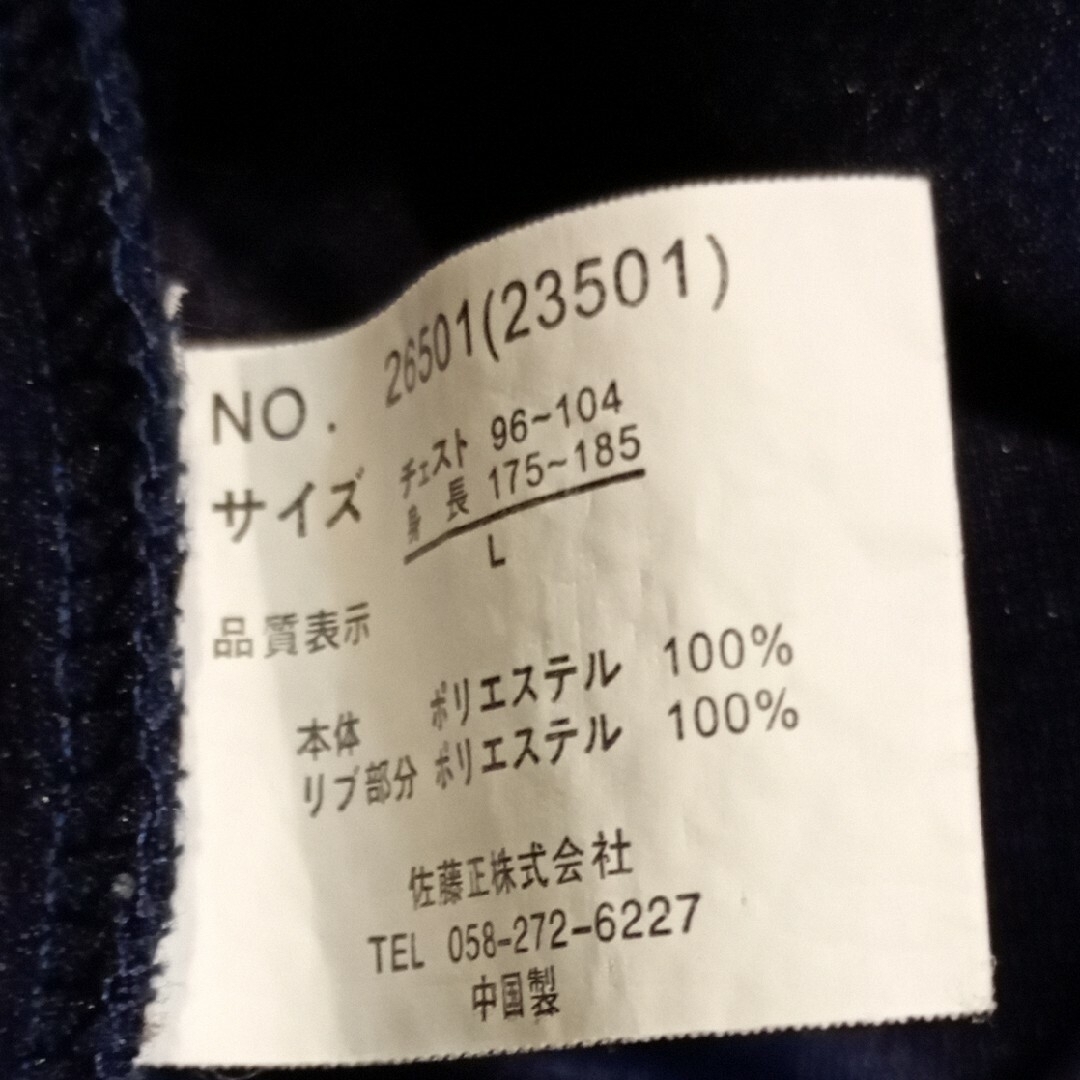 NO. 26501(23501)
サイズ チェスト 96~104
身長 175~185
L
品質表示
本体 ポリエステル 100%
リブ部分 ポリエステル 100%
佐藤正株式会社
TEL 058-272-6227
中国製